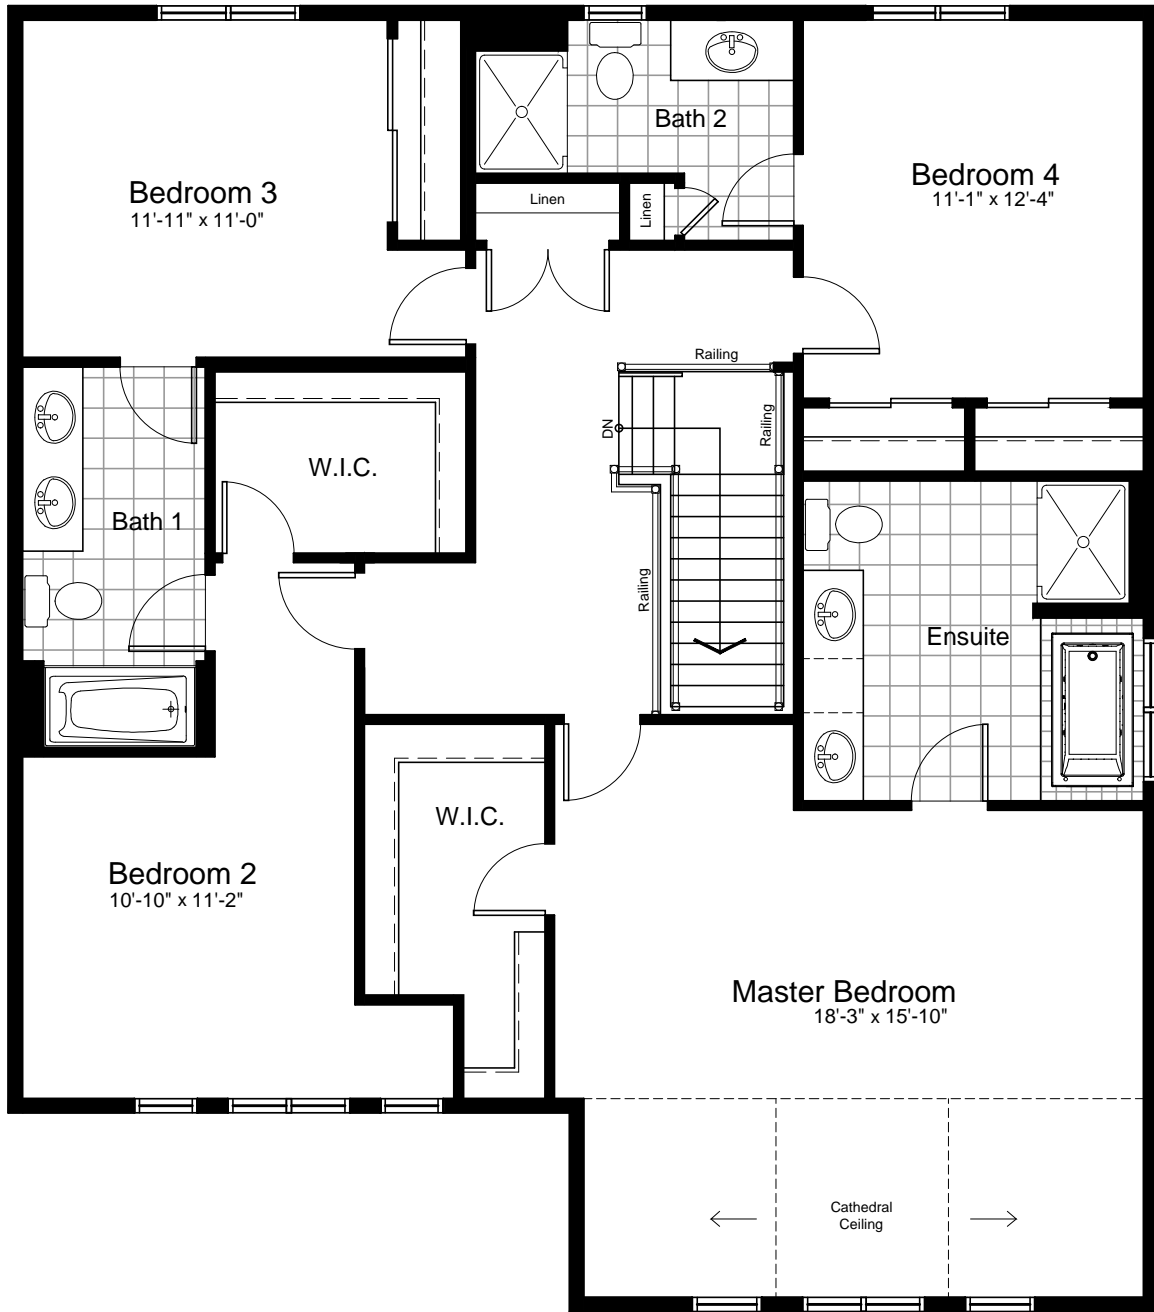 Bath 2
Bedroom 3
11'-11" x 11'-0"
Bedroom 4
11'-1" x 12'-4"
Linen
Linen
Railing
DN
Railing
W.I.C.
Bath 1
Railing
Ensuite
W.I.C.
Bedroom 2
10'-10" x 11'-2"
Master Bedroom
18'-3" x 15'-10"
Cathedral
Ceiling